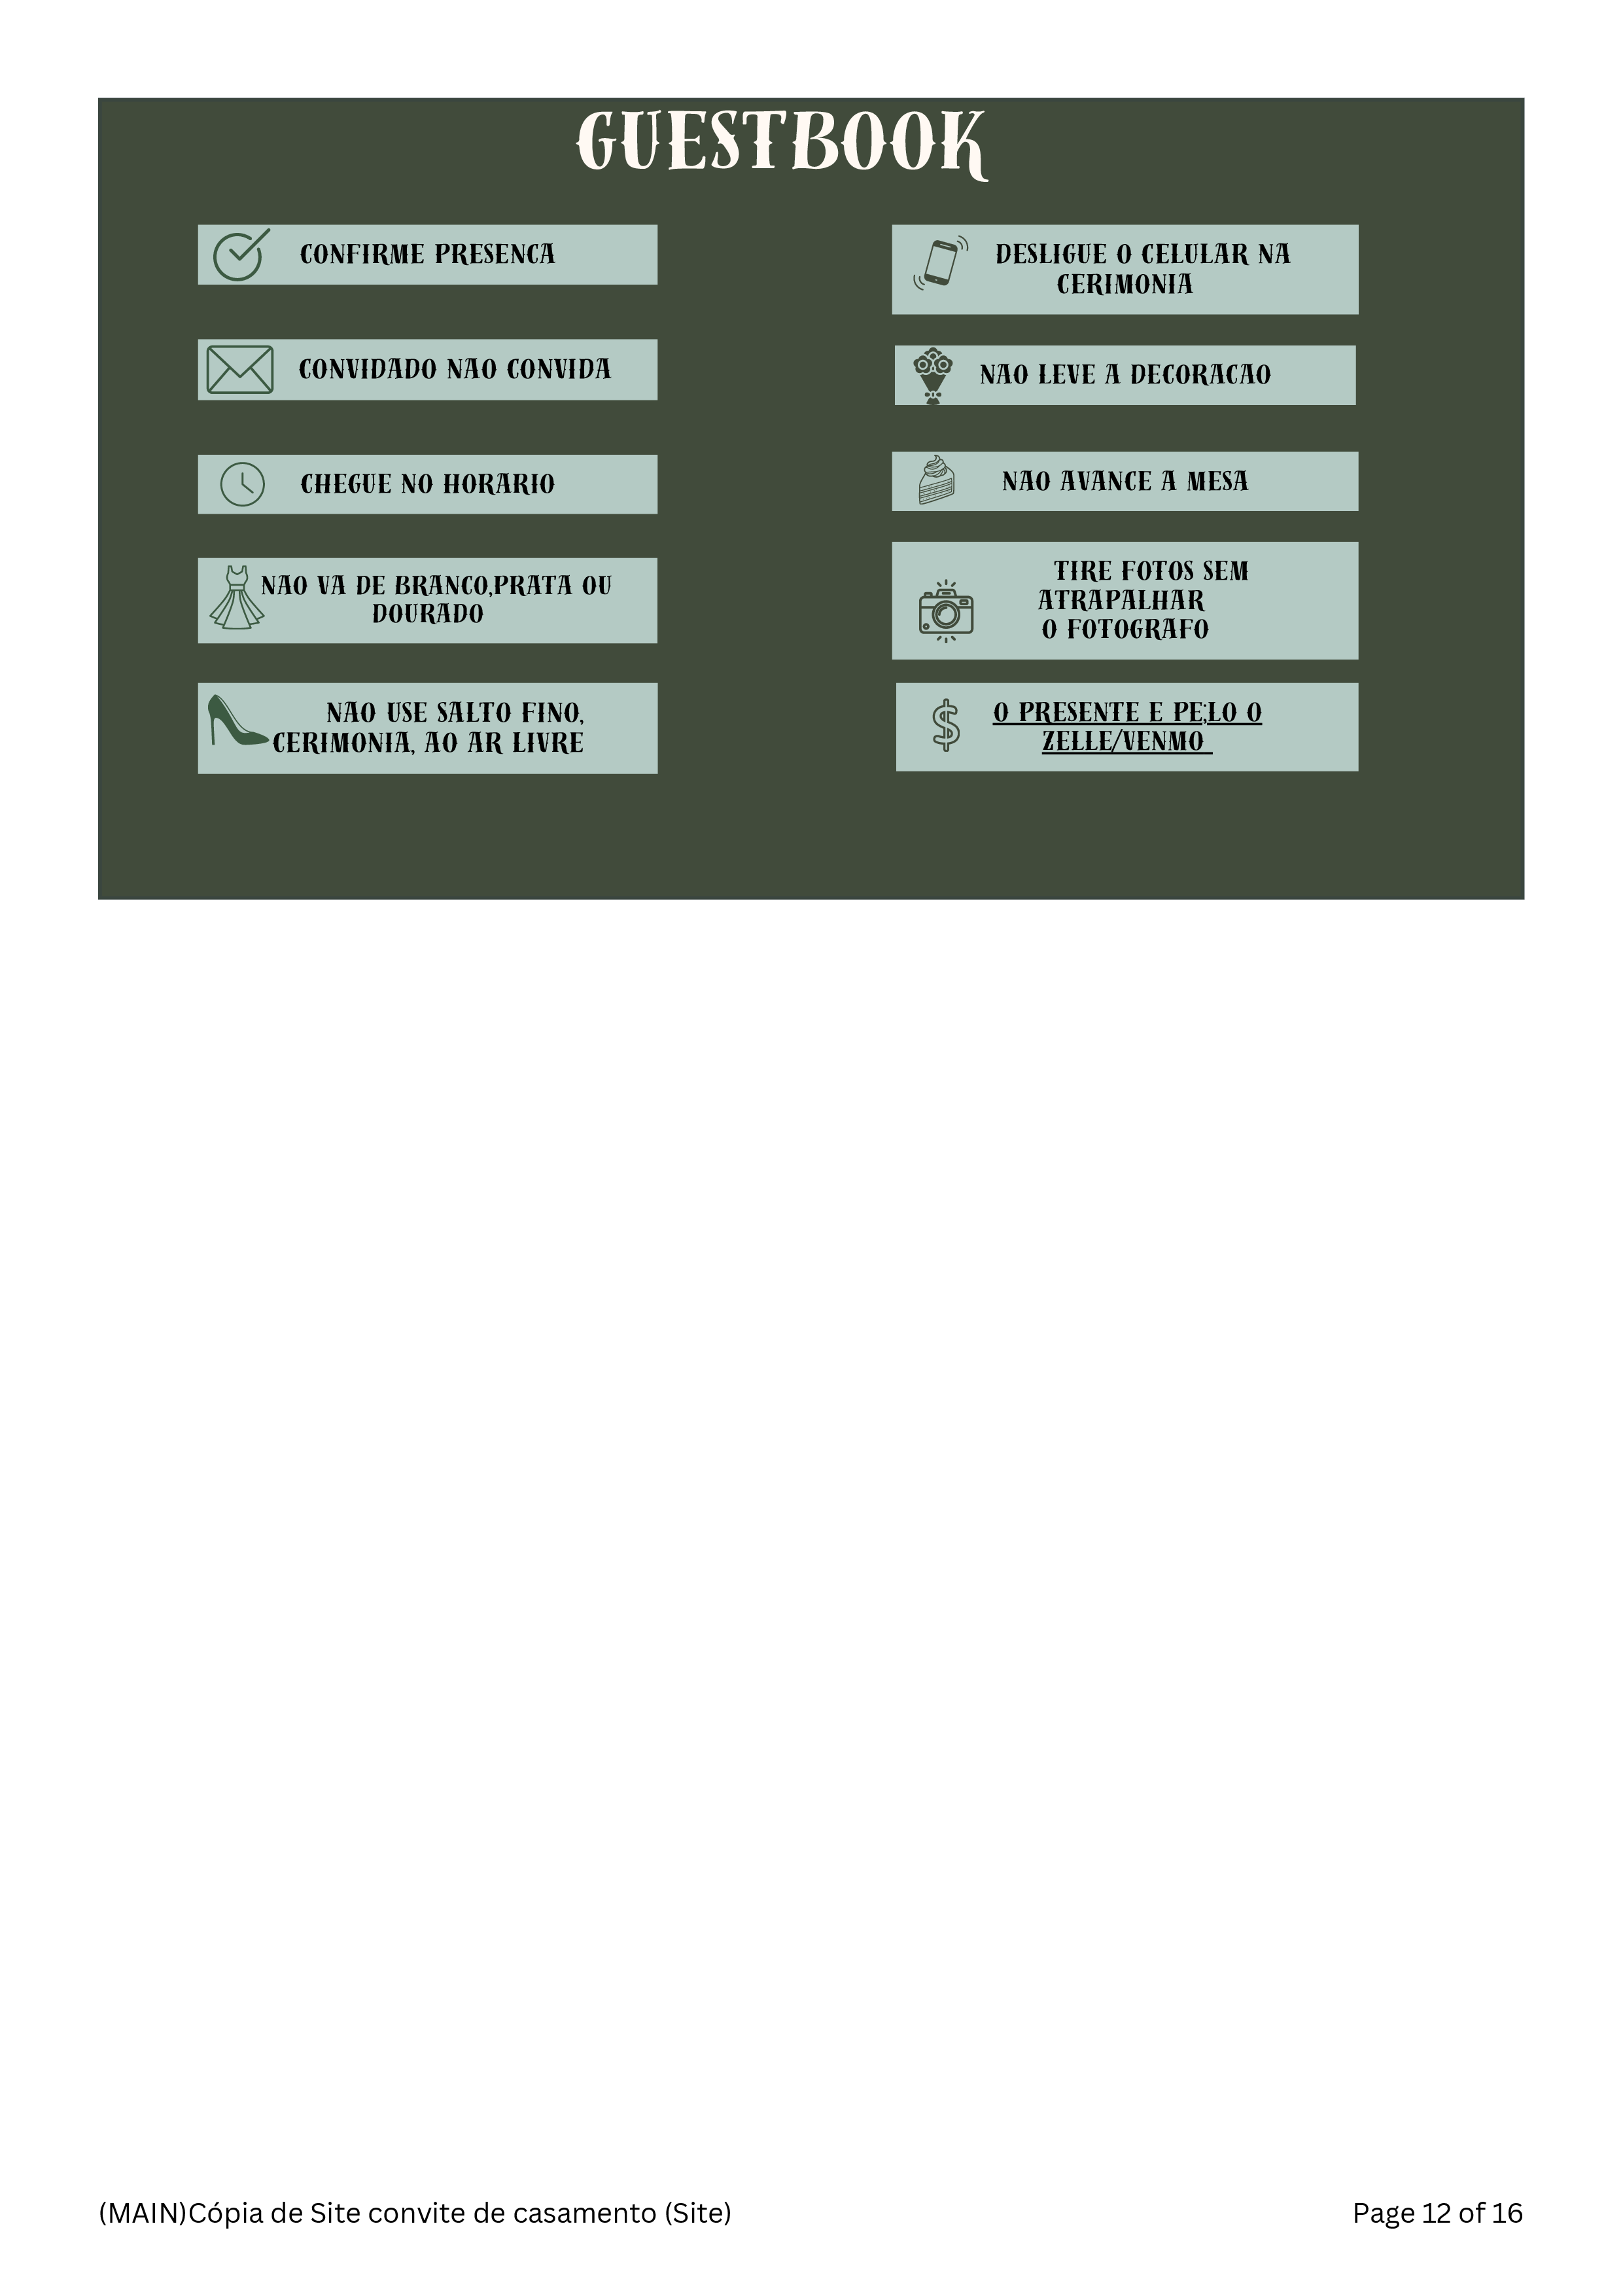 GUESTBOOK
CONFIRME PRESENCA
CONVIDADO NAO CONVIDA
CHEGUE NO HORARIO
NAO VA DE BRANCO,PRATA OU
DOURADO
NAO USE SALTO FINO,
CERIMONIA, AO AR LIVRE
DESLIGUE O CELULAR NA
CERIMONIA
NAO LEVE A DECORACAO
NAO AVANCE A MESA
TIRE FOTOS SEM
ATRAPALHAR
O FOTOGRAFO
O PRESENTE E PE;LO O
ZELLE/VENMO
(MAIN)Cópia de Site convite de casamento (Site)
Page 12 of 16